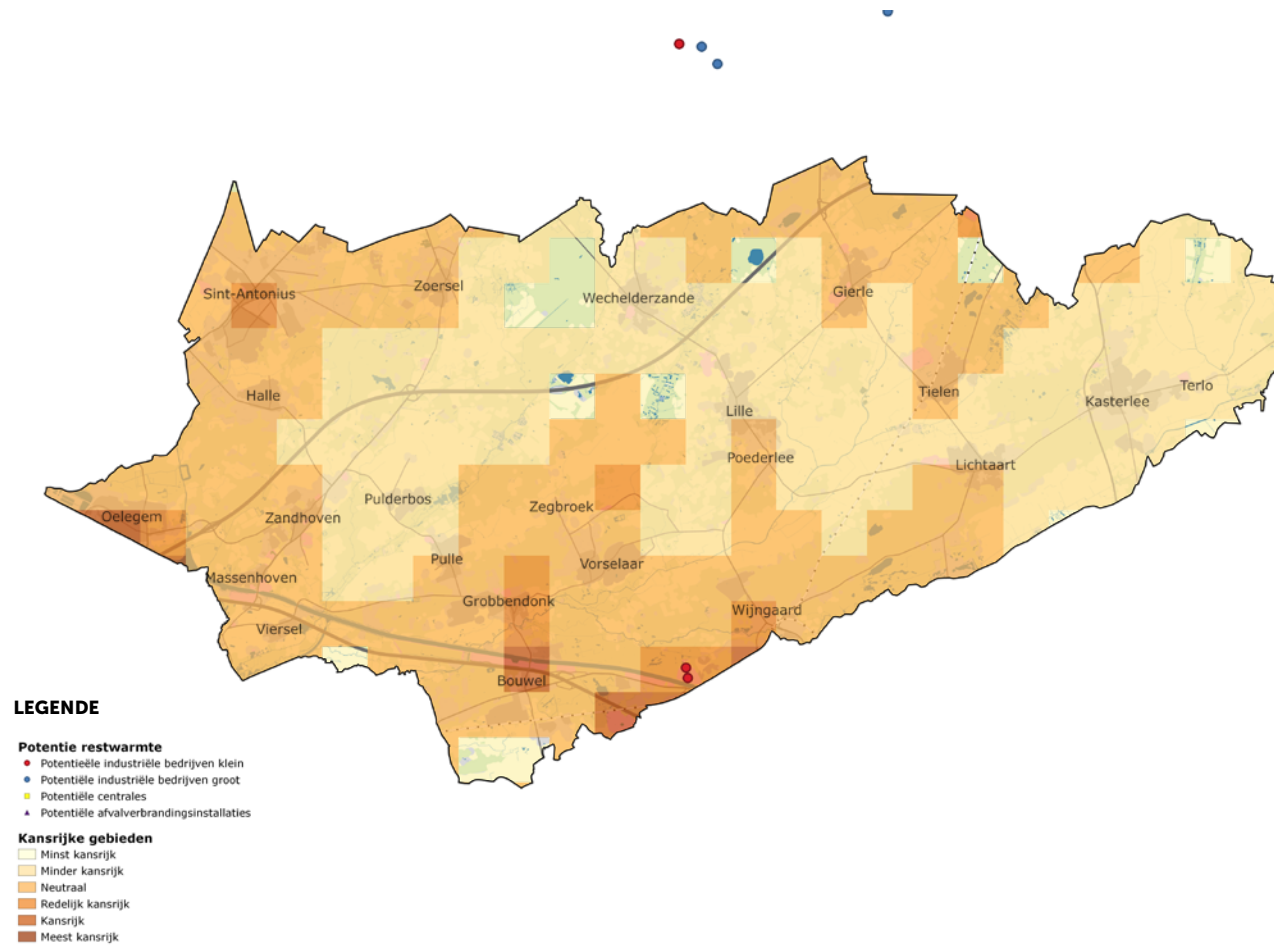 Sint-Antonius
Zoersel
Wechelderzande
Gierle
Halle
Lille
Tielen
Kasterlee
Terlo
Poederlee
Lichtaart
Pulderbos
Zegbroek
Oelegem
Zandhoven
Pulle
Vorselaar
Massenhoven
Grobbendonk
Wijngaard
Viersel
Bouwel
LEGENDE
Potentie restwarmte
Potentieële industriële bedrijven klein
Potentiële industriële bedrijven groot
Potentiële centrales
Potentiële afvalverbrandingsinstallaties
Kansrijke gebieden
Minst kansrijk
Minder kansrijk
Neutraal
Redelijk kansrijk
Kansrijk
Meest kansrijk